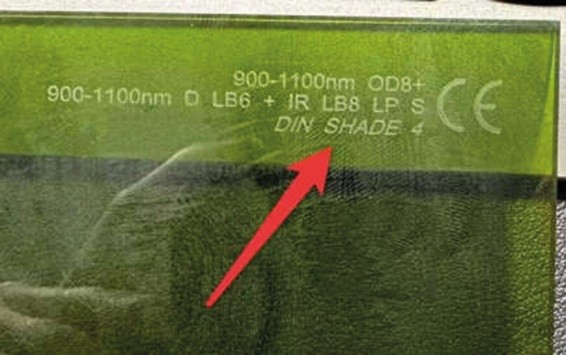 900-1100nm OD8+
900-1100nm D LB6 + IR LB8 LP S
DIN SHADE 4
CE